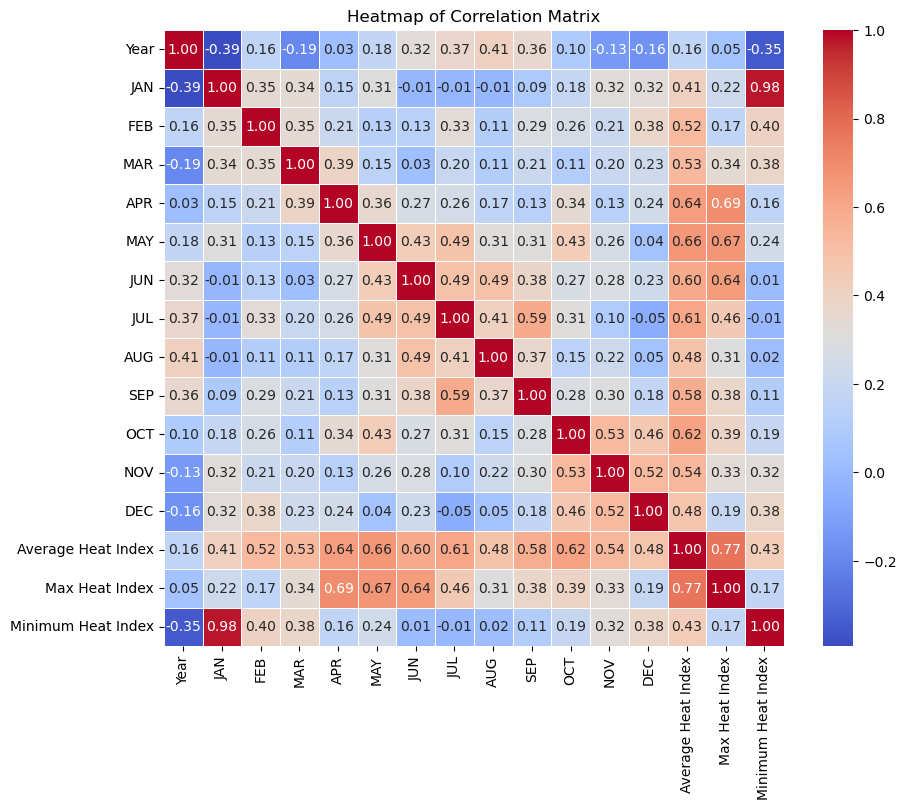 Heatmap of Correlation Matrix
Year 1.00 -0.39 0.16 -0.19 0.03 0.18 0.32 0.37 0.41 0.36 0.10 -0.13 -0.16 0.16 0.05 -0.35
JAN -0.39 1.00 0.35 0.34 0.15 0.31 -0.01 -0.01 -0.01 0.09 0.18 0.32 0.32 0.41 0.22 0.98
FEB 0.16 0.35 1.00 0.35 0.21 0.13 0.13 0.33 0.11 0.29 0.26 0.21 0.38 0.52 0.17 0.40
MAR -0.19 0.34 0.35 1.00 0.39 0.15 0.03 0.20 0.11 0.21 0.11 0.20 0.23 0.53 0.34 0.38
APR 0.03 0.15 0.21 0.39 1.00 0.36 0.27 0.26 0.17 0.13 0.34 0.13 0.24 0.64 0.69 0.16
MAY 0.18 0.31 0.13 0.15 0.36 1.00 0.43 0.49 0.31 0.31 0.43 0.26 0.04 0.66 0.67 0.24
JUN 0.32 -0.01 0.13 0.03 0.27 0.43 1.00 0.49 0.49 0.38 0.27 0.28 0.23 0.60 0.64 0.01
JUL 0.37 -0.01 0.33 0.20 0.26 0.49 0.49 1.00 0.41 0.59 0.31 0.10 -0.05 0.61 0.46 -0.01
AUG 0.41 -0.01 0.11 0.11 0.17 0.31 0.49 0.41 1.00 0.37 0.15 0.22 0.05 0.48 0.31 0.02
SEP 0.36 0.09 0.29 0.21 0.13 0.31 0.38 0.59 0.37 1.00 0.28 0.30 0.18 0.58 0.38 0.11
OCT 0.10 0.18 0.26 0.11 0.34 0.43 0.27 0.31 0.15 0.28 1.00 0.53 0.46 0.62 0.39 0.19
NOV -0.13 0.32 0.21 0.20 0.13 0.26 0.28 0.10 0.22 0.30 0.53 1.00 0.52 0.54 0.33 0.32
DEC -0.16 0.32 0.38 0.23 0.24 0.04 0.23 -0.05 0.05 0.18 0.46 0.52 1.00 0.48 0.19 0.38
Average Heat Index 0.16 0.41 0.52 0.53 0.64 0.66 0.60 0.61 0.48 0.58 0.62 0.54 0.48 1.00 0.77 0.43
Max Heat Index 0.05 0.22 0.17 0.34 0.69 0.67 0.64 0.46 0.31 0.38 0.39 0.33 0.19 0.77 1.00 0.17
Minimum Heat Index -0.35 0.98 0.40 0.38 0.16 0.24 0.01 -0.01 0.02 0.11 0.19 0.32 0.38 0.43 0.17 1.00
Year JAN FEB MAR APR MAY JUN JUL AUG SEP OCT NOV DEC Average Heat Index Max Heat Index Minimum Heat Index
1.0
0.8
0.6
0.4
0.2
0.0
−0.2